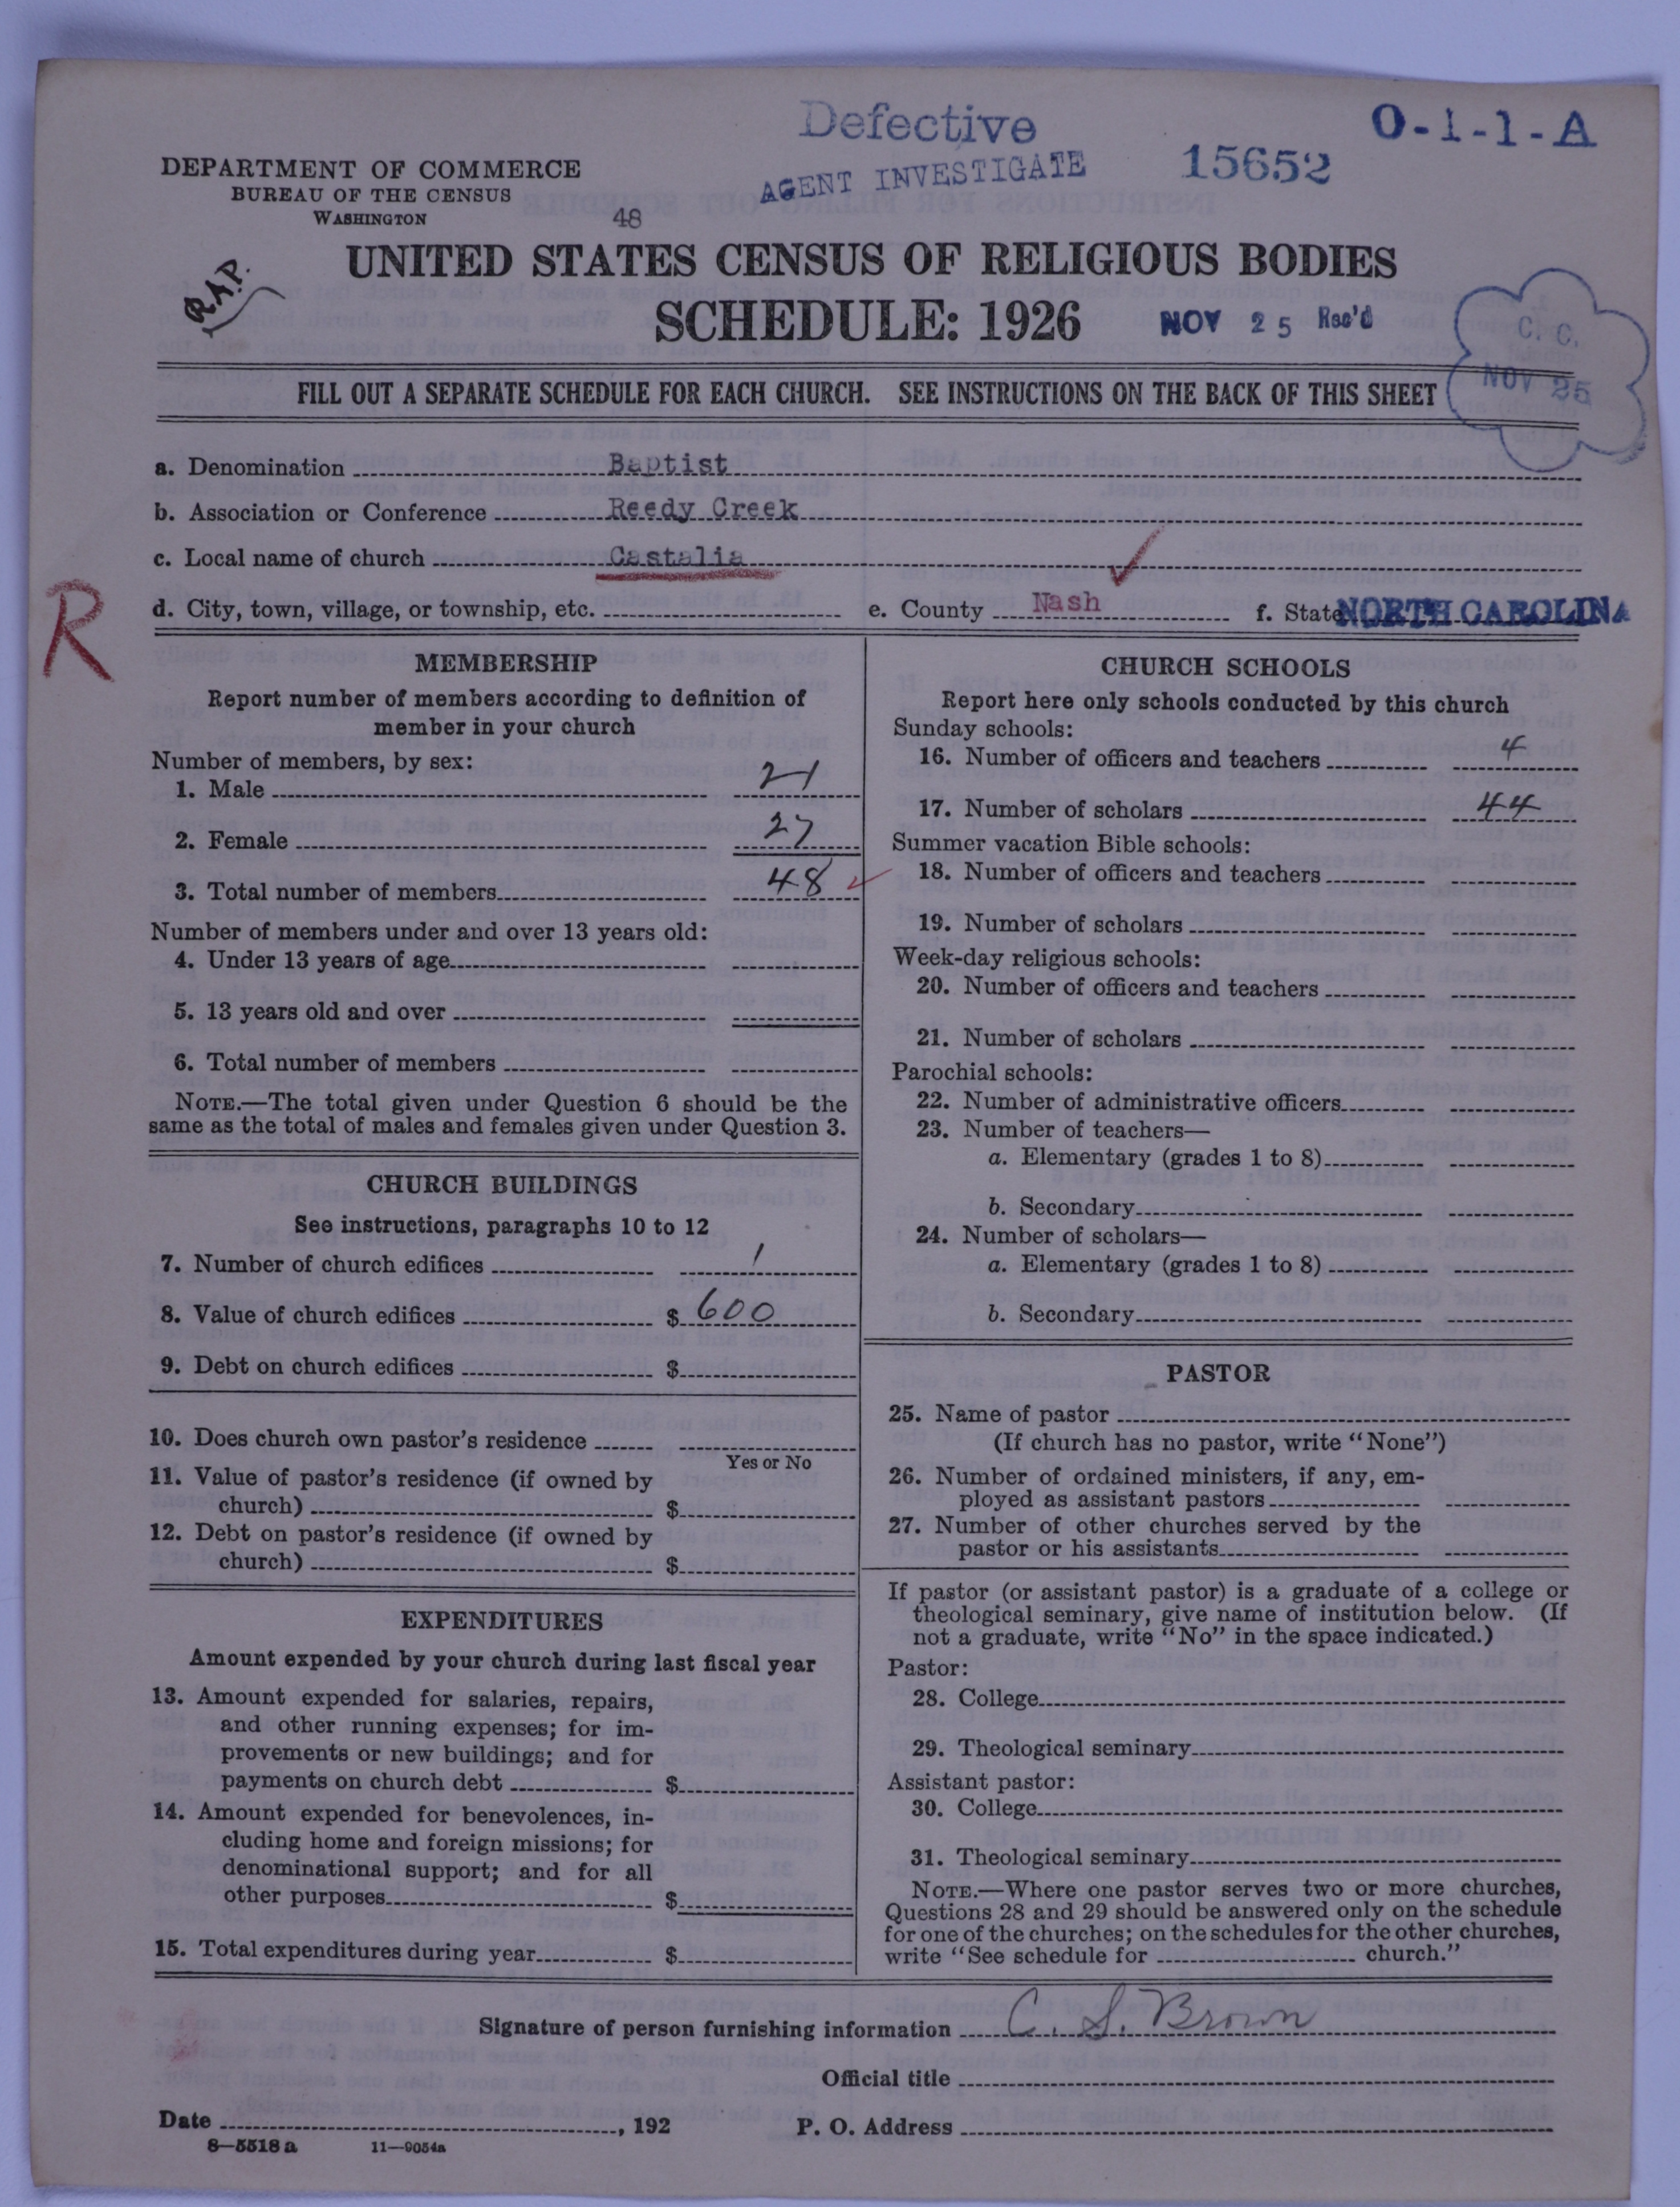 Defective
O-1-1-A
AGENT INVESTIGATE
15652
DEPARTMENT OF COMMERCE
BUREAU OF THE CENSUS
WASHINGTON
48
R.A.P.
UNITED STATES CENSUS OF RELIGIOUS BODIES
SCHEDULE: 1926
NOV 25 Rec'd
C. C.
NOV 25
FILL OUT A SEPARATE SCHEDULE FOR EACH CHURCH. SEE INSTRUCTIONS ON THE BACK OF THIS SHEET
a. Denomination Baptist
b. Association or Conference Reedy Creek
c. Local name of church Castalia
R
d. City, town, village, or township, etc. e. County Nash f. State NORTH CAROLINA
MEMBERSHIP
Report number of members according to definition of
member in your church
Number of members, by sex:
1. Male 21
2. Female 27
3. Total number of members 48
Number of members under and over 13 years old:
4. Under 13 years of age
5. 13 years old and over
6. Total number of members
NOTE.—The total given under Question 6 should be the
same as the total of males and females given under Question 3.
CHURCH BUILDINGS
See instructions, paragraphs 10 to 12
7. Number of church edifices 1
8. Value of church edifices $ 600
9. Debt on church edifices $
10. Does church own pastor's residence
Yes or No
11. Value of pastor's residence (if owned by
church) $
12. Debt on pastor's residence (if owned by
church) $
EXPENDITURES
Amount expended by your church during last fiscal year
13. Amount expended for salaries, repairs,
and other running expenses; for im-
provements or new buildings; and for
payments on church debt $
14. Amount expended for benevolences, in-
cluding home and foreign missions; for
denominational support; and for all
other purposes $
15. Total expenditures during year $
CHURCH SCHOOLS
Report here only schools conducted by this church
Sunday schools:
16. Number of officers and teachers 4
17. Number of scholars 44
Summer vacation Bible schools:
18. Number of officers and teachers
19. Number of scholars
Week-day religious schools:
20. Number of officers and teachers
21. Number of scholars
Parochial schools:
22. Number of administrative officers
23. Number of teachers—
a. Elementary (grades 1 to 8)
b. Secondary
24. Number of scholars—
a. Elementary (grades 1 to 8)
b. Secondary
PASTOR
25. Name of pastor
(If church has no pastor, write "None")
26. Number of ordained ministers, if any, em-
ployed as assistant pastors
27. Number of other churches served by the
pastor or his assistants
If pastor (or assistant pastor) is a graduate of a college or
theological seminary, give name of institution below. (If
not a graduate, write "No" in the space indicated.)
Pastor:
28. College
29. Theological seminary
Assistant pastor:
30. College
31. Theological seminary
NOTE.—Where one pastor serves two or more churches,
Questions 28 and 29 should be answered only on the schedule
for one of the churches; on the schedules for the other churches,
write "See schedule for church."
Signature of person furnishing information C. S. Brown
Official title
Date , 192 P. O. Address
8—5518 a 11—9054a